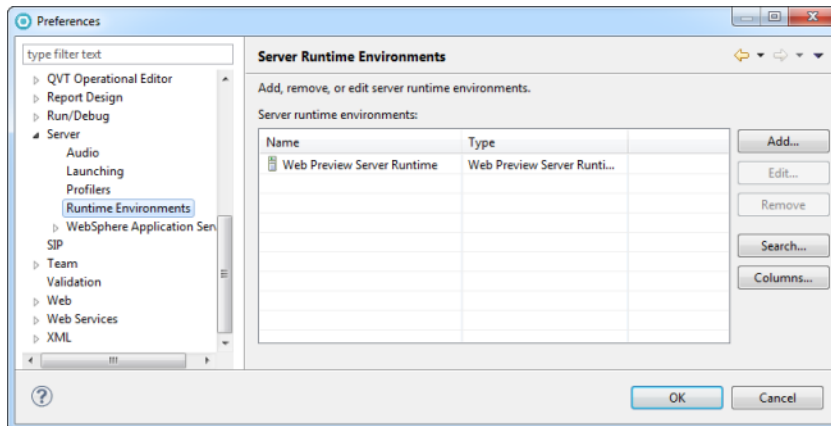 Preferences
type filter text
QVT Operational Editor
Report Design
Run/Debug
Server
Audio
Launching
Profilers
Runtime Environments
WebSphere Application Ser
SIP
Team
Validation
Web
Web Services
XML
Server Runtime Environments
Add, remove, or edit server runtime environments.
Server runtime environments:
Name Type
Web Preview Server Runtime Web Preview Server Runti...
Add...
Edit...
Remove
Search...
Columns...
OK Cancel